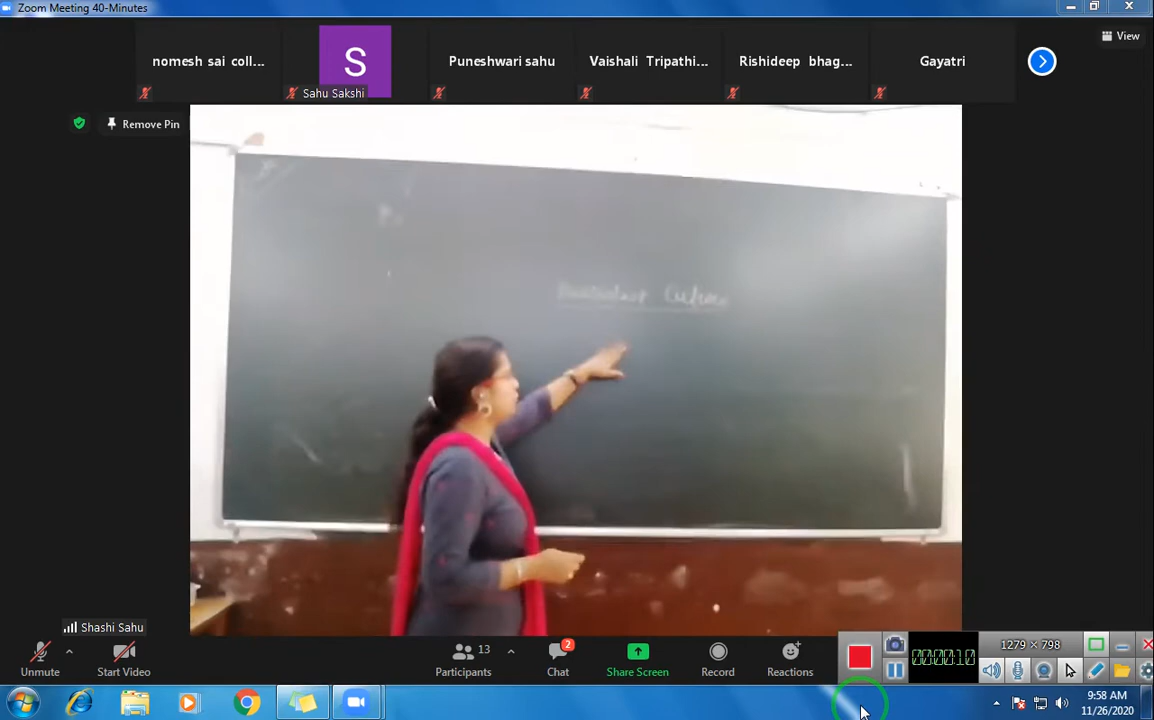 Zoom Meeting 40-Minutes
View
nomesh sai coll...
S
Sahu Sakshi
Puneshwari sahu
Vaishali Tripathi...
Rishideep bhag...
Gayatri
Remove Pin
Culture
Shashi Sahu
Unmute
Start Video
13
Participants
2
Chat
Share Screen
Record
Reactions
1279 × 798
9:58 AM
11/26/2020